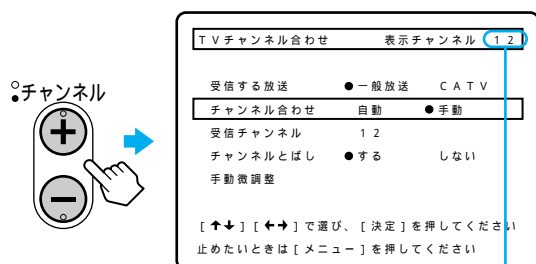 チャンネル
＋
−
TVチャンネル合わせ 表示チャンネル 12
受信する放送 ●一般放送 CATV
チャンネル合わせ 自動 ●手動
受信チャンネル 12
チャンネルとばし ●する しない
手動微調整
[↑↓][←→]で選び、[決定]を押してください
止めたいときは[メニュー]を押してください